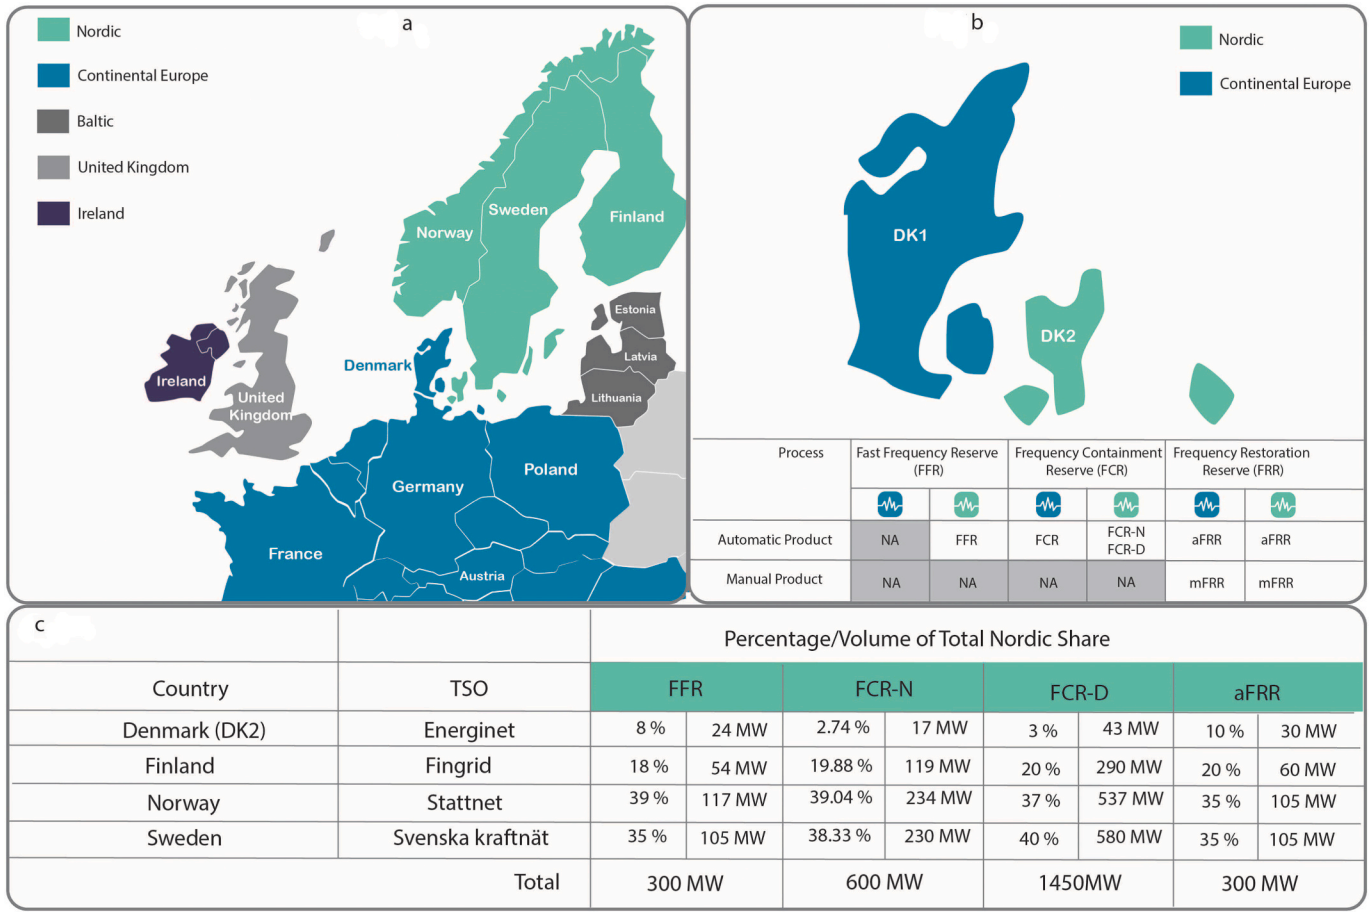 a
Nordic
Continental Europe
Baltic
United Kingdom
Ireland
Sweden
Norway
Finland
Estonia
Latvia
Lithuania
Denmark
Ireland
United
Kingdom
Poland
Germany
France
Austria
b
Nordic
Continental Europe
DK1
DK2
Process
Fast Frequency Reserve
(FFR)
Frequency Containment
Reserve (FCR)
Frequency Restoration
Reserve (FRR)
Automatic Product
NA
FFR
FCR
FCR-N
FCR-D
aFRR
aFRR
Manual Product
NA
NA
NA
NA
mFRR
mFRR
c
Percentage/Volume of Total Nordic Share
Country TSO FFR FCR-N FCR-D aFRR
Denmark (DK2) Energinet 8 % 24 MW 2.74 % 17 MW 3 % 43 MW 10 % 30 MW
Finland Fingrid 18 % 54 MW 19.88 % 119 MW 20 % 290 MW 20 % 60 MW
Norway Stattnet 39 % 117 MW 39.04 % 234 MW 37 % 537 MW 35 % 105 MW
Sweden Svenska kraftnät 35 % 105 MW 38.33 % 230 MW 40 % 580 MW 35 % 105 MW
Total 300 MW 600 MW 1450MW 300 MW